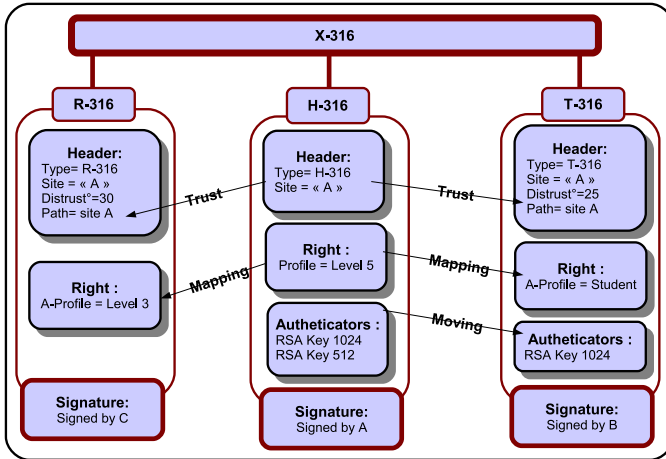 X-316
R-316
Header:
Type= R-316
Site = « A »
Distrust°=30
Path= site A
Right :
A-Profile = Level 3
Signature:
Signed by C
Trust
Mapping
H-316
Header:
Type= H-316
Site = « A »
Right :
Profile = Level 5
Autheticators :
RSA Key 1024
RSA Key 512
Signature:
Signed by A
Trust
Mapping
Moving
T-316
Header:
Type= T-316
Site = « A »
Distrust°=25
Path= site A
Right :
A-Profile = Student
Autheticators :
RSA Key 1024
Signature:
Signed by B